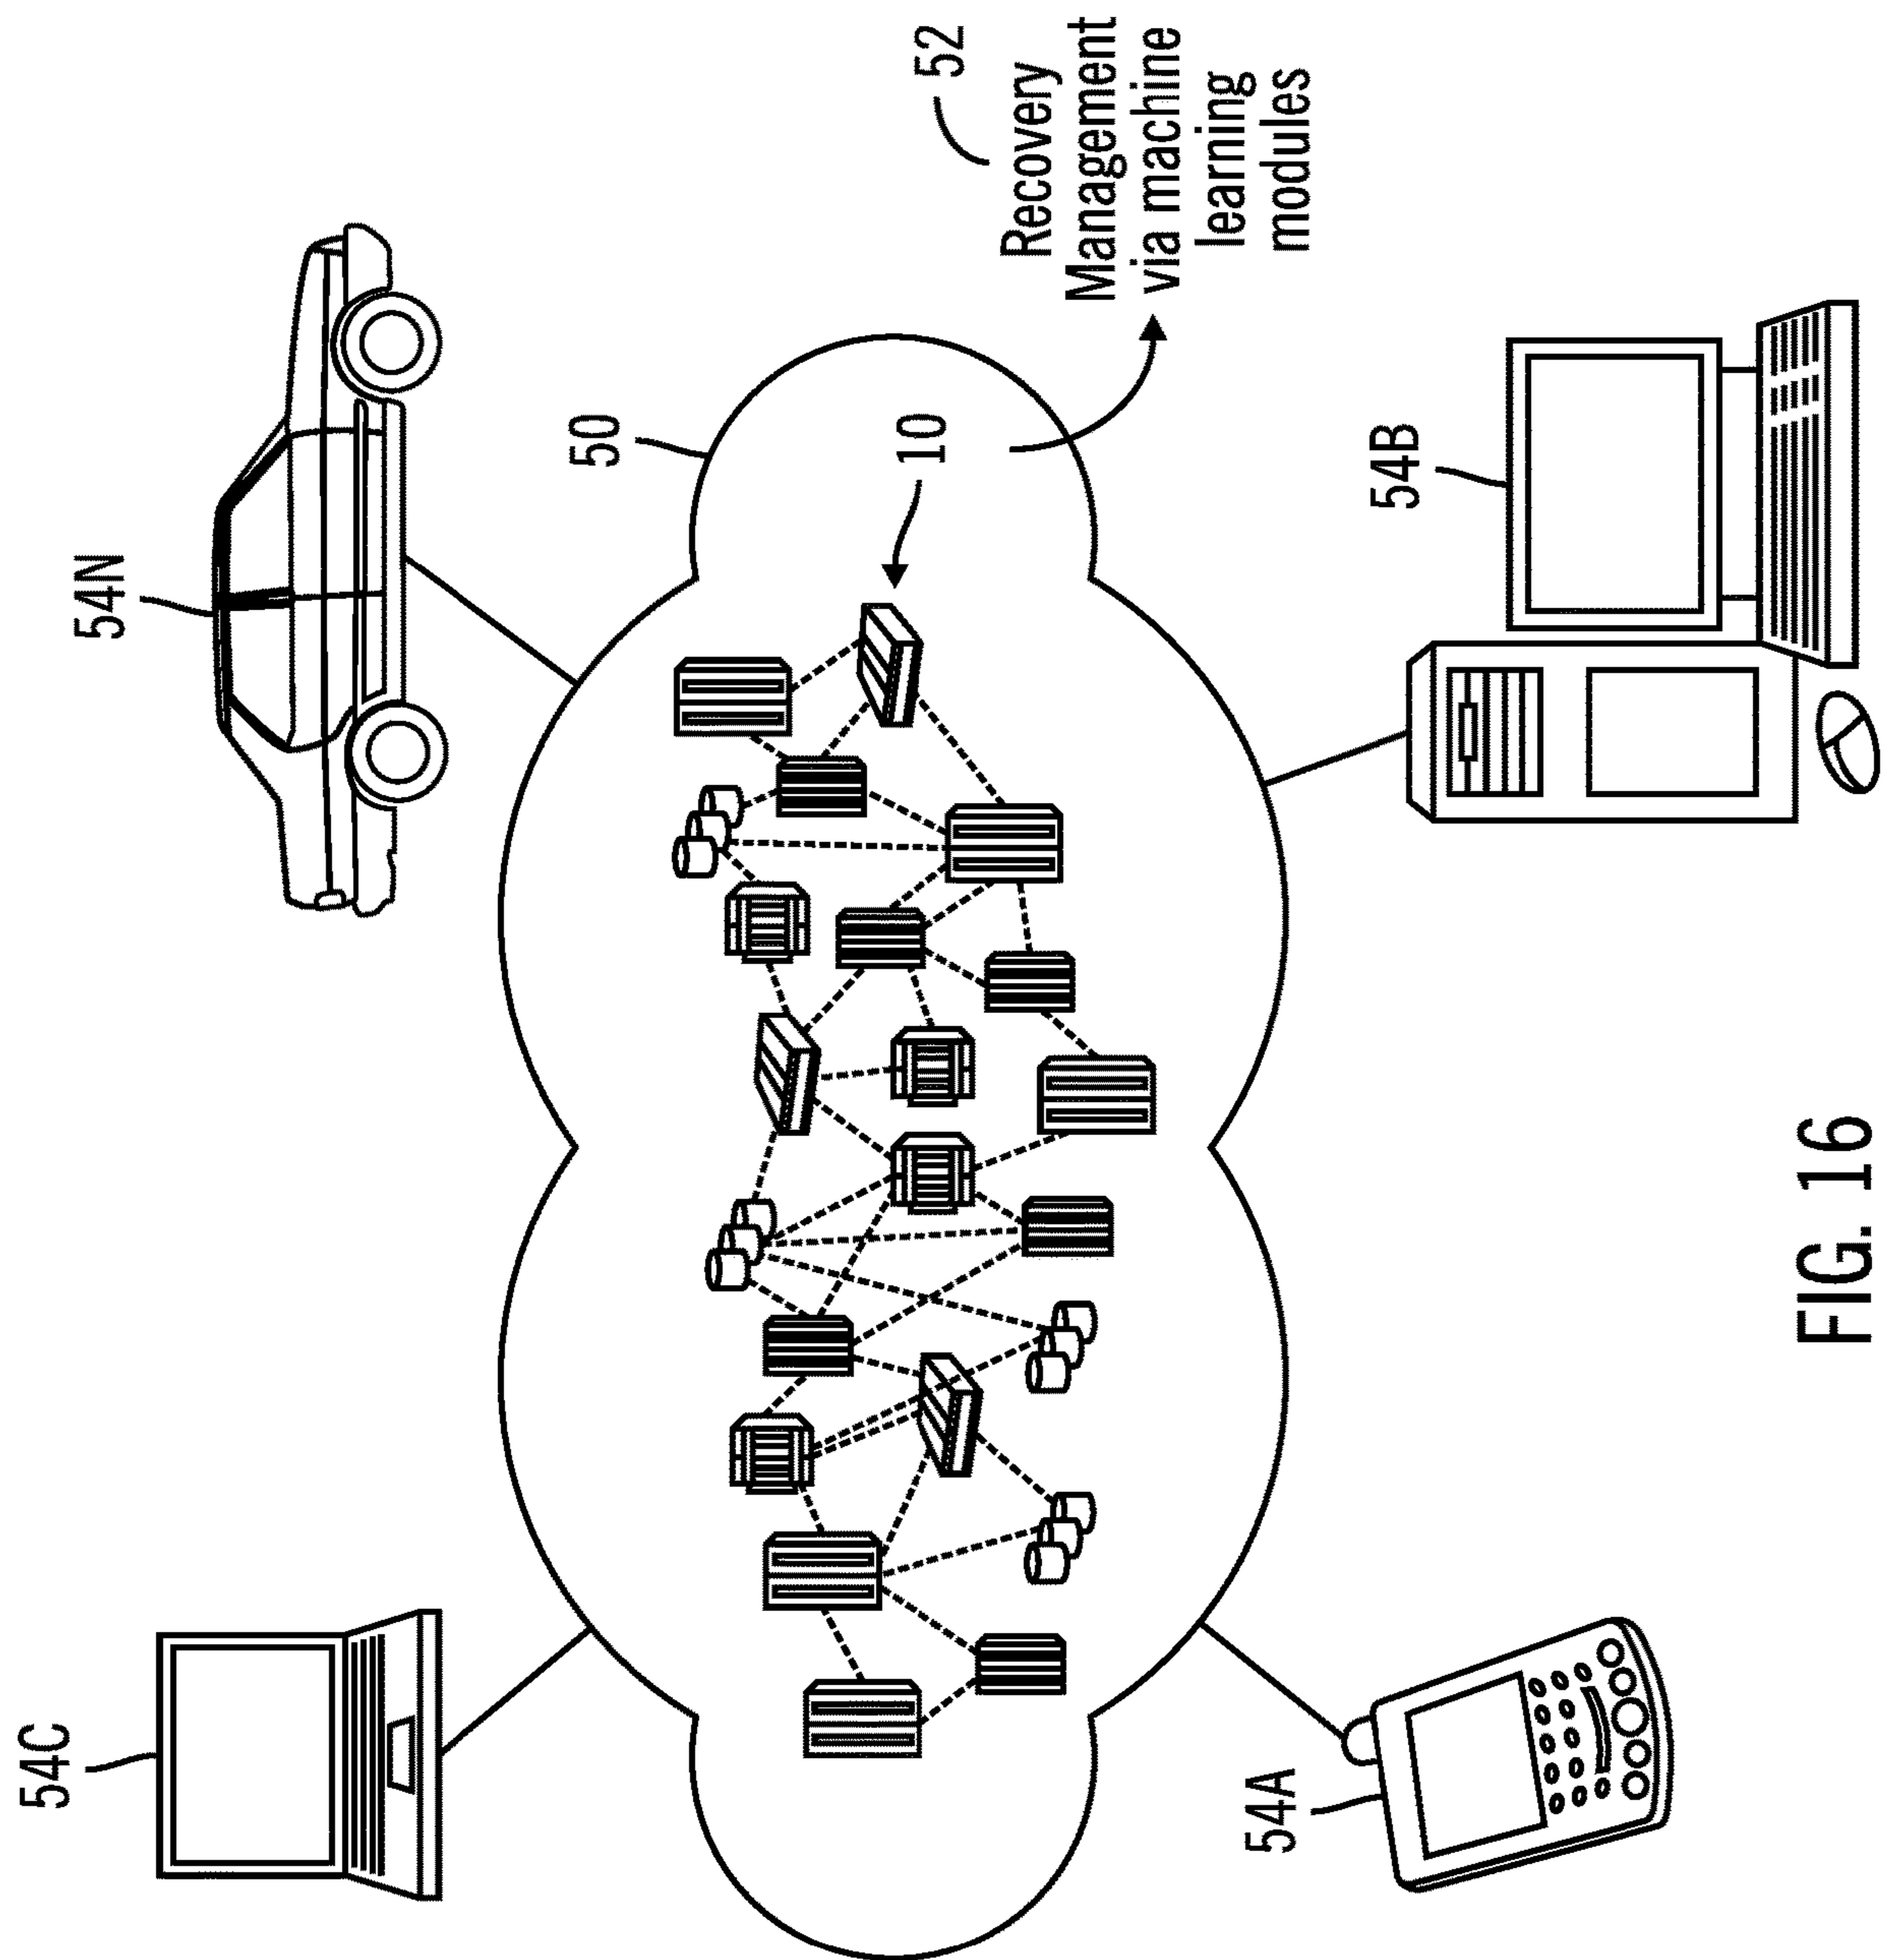 54C
54N
50
10
52
Recovery
Management
via machine
learning
modules
54A
54B
FIG. 16